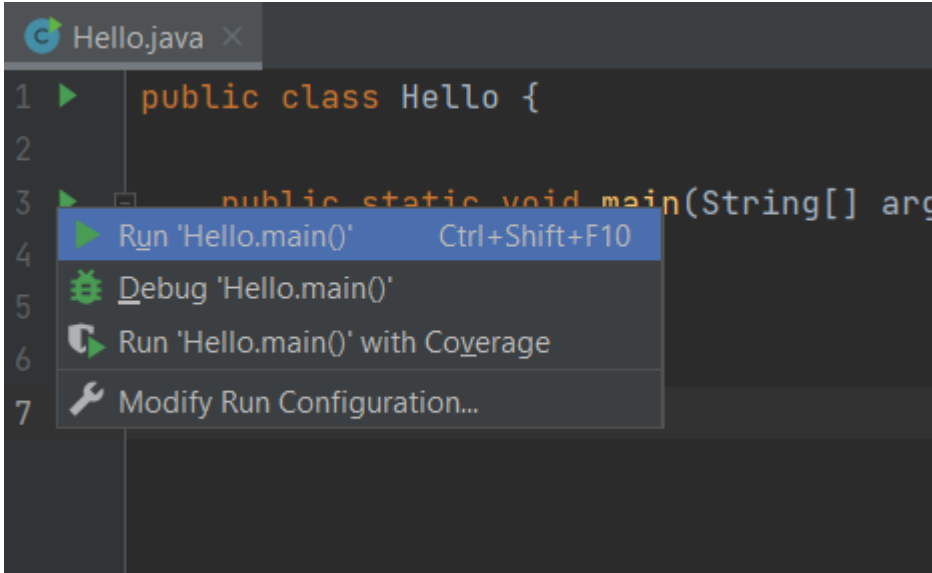 Hello.java
1 public class Hello {
2
3 public static void main(String[]
4 Run 'Hello.main()' Ctrl+Shift+F10
5 Debug 'Hello.main()'
6 Run 'Hello.main()' with Coverage
7 Modify Run Configuration...